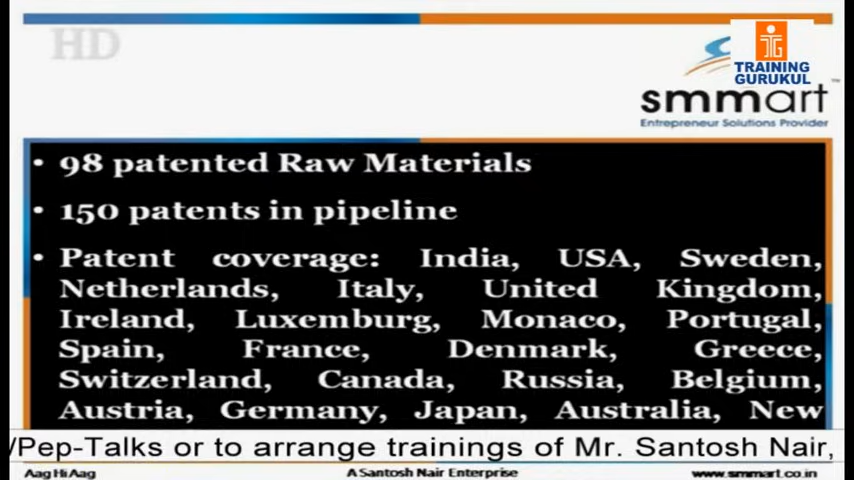 HD
TRAINING
GURUKUL
smmart™
Entrepreneur Solutions Provider
• 98 patented Raw Materials
• 150 patents in pipeline
• Patent coverage: India, USA, Sweden,
Netherlands, Italy, United Kingdom,
Ireland, Luxemburg, Monaco, Portugal,
Spain, France, Denmark, Greece,
Switzerland, Canada, Russia, Belgium,
Austria, Germany, Japan, Australia, New
/Pep-Talks or to arrange trainings of Mr. Santosh Nair,
Aag Hi Aag
A Santosh Nair Enterprise
www.smmart.co.in